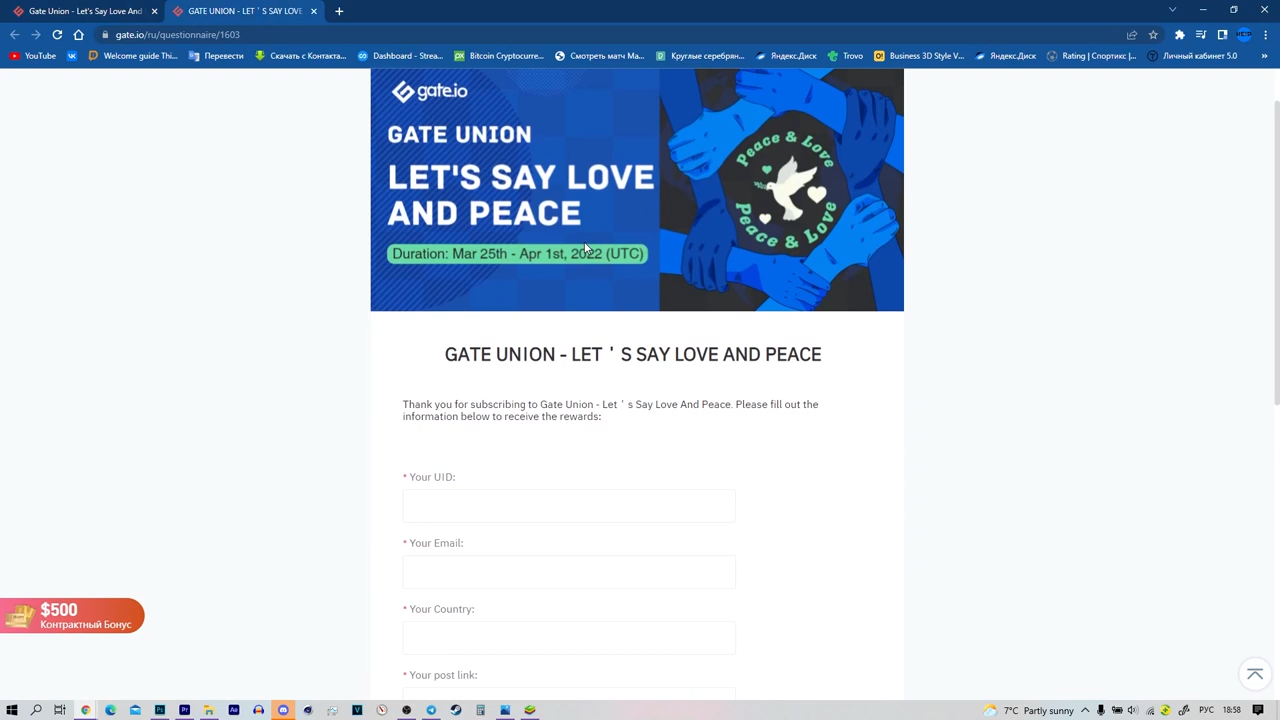 Gate Union - Let's Say Love And
GATE UNION - LET ' S SAY LOVE
gate.io/ru/questionnaire/1603
YouTube
Welcome guide Thi...
Перевести
Скачать с Контакта...
Dashboard - Strea...
Bitcoin Cryptocurre...
Смотреть матч Ма...
Круглые серебрян...
Яндекс.Диск
Trovo
Business 3D Style V...
Яндекс.Диск
Rating | Спортикс |...
Личный кабинет 5.0
»
gate.io
GATE UNION
LET'S SAY LOVE
AND PEACE
Duration: Mar 25th - Apr 1st, 2022 (UTC)
Peace & Love
Peace & Love
GATE UNION - LET ' S SAY LOVE AND PEACE
Thank you for subscribing to Gate Union - Let ' s Say Love And Peace. Please fill out the
information below to receive the rewards:
* Your UID:
* Your Email:
* Your Country:
* Your post link:
$500
Контрактный Бонус
7°C Partly sunny
РУС
18:58